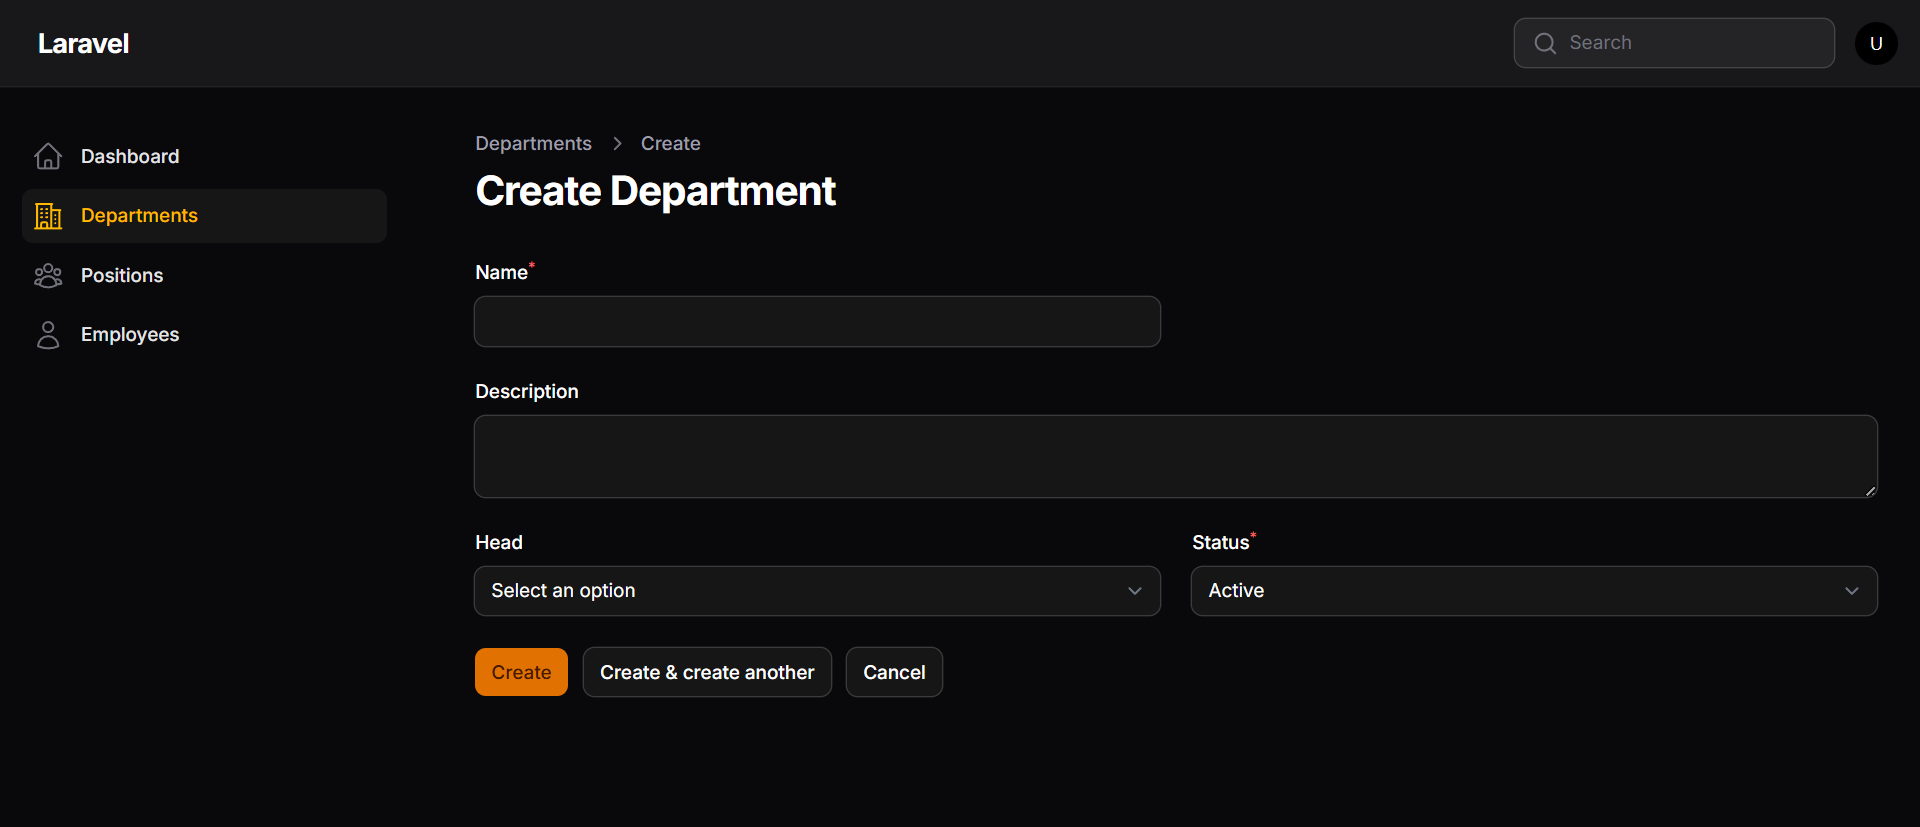 Laravel
Search
U
Dashboard
Departments
Positions
Employees
Departments > Create
Create Department
Name*
Description
Head
Status*
Select an option
Active
Create
Create & create another
Cancel